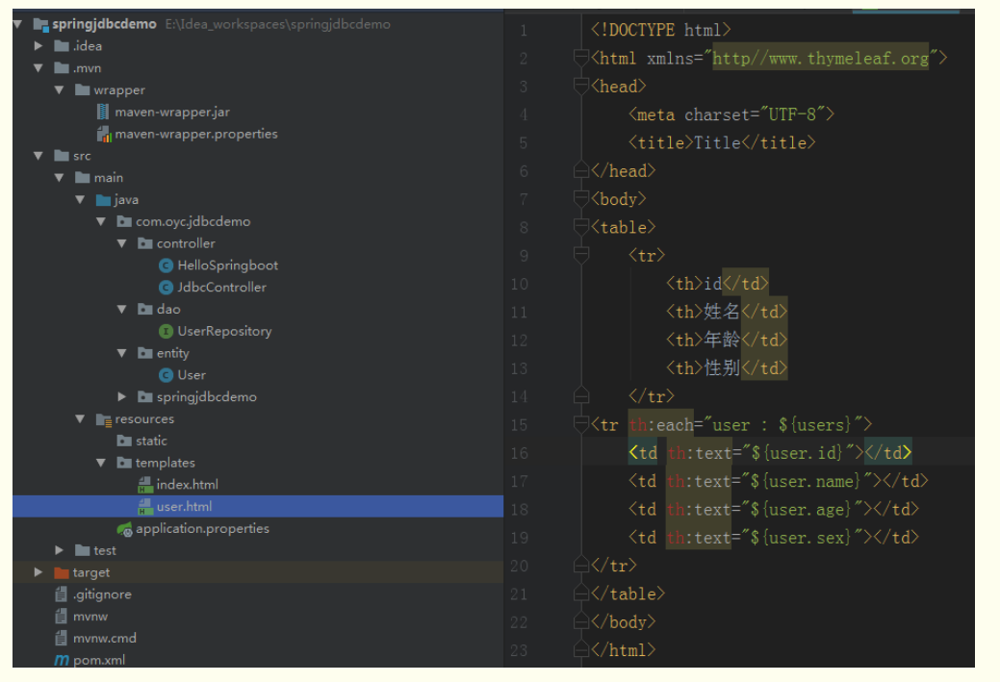 springjdbcdemo E:\Idea_workspaces\springjdbcdemo
.idea
.mvn
wrapper
maven-wrapper.jar
maven-wrapper.properties
src
main
java
com.oyc.jdbcdemo
controller
HelloSpringboot
JdbcController
dao
UserRepository
entity
User
springjdbcdemo
resources
static
templates
index.html
user.html
application.properties
test
target
.gitignore
mvnw
mvnw.cmd
pom.xml
1 <!DOCTYPE html>
2 <html xmlns="http//www.thymeleaf.org">
3 <head>
4 <meta charset="UTF-8">
5 <title>Title</title>
6 </head>
7 <body>
8 <table>
9 <tr>
10 <th>id</td>
11 <th>姓名</td>
12 <th>年龄</td>
13 <th>性别</td>
14 </tr>
15 <tr th:each="user : ${users}">
16 <td th:text="${user.id}"></td>
17 <td th:text="${user.name}"></td>
18 <td th:text="${user.age}"></td>
19 <td th:text="${user.sex}"></td>
20 </tr>
21 </table>
22 </body>
23 </html>